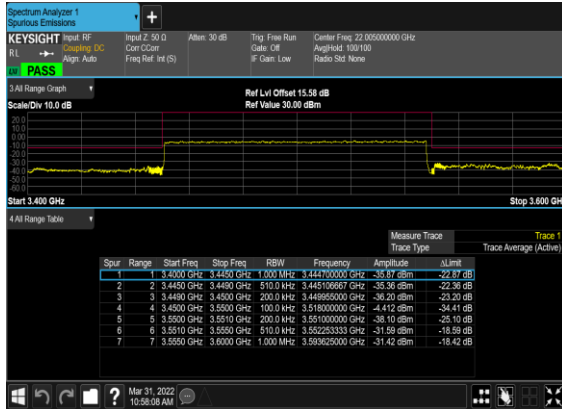 Spectrum Analyzer 1
Spurious Emissions
KEYSIGHT Input: RF Input Z: 50 Ω Atten: 30 dB Trig: Free Run Center Freq: 22.005000000 GHz
RL Coupling: DC Corr CCorr Gate: Off Avg|Hold: 100/100
Align: Auto Freq Ref: Int (S) IF Gain: Low Radio Std: None
PASS
3 All Range Graph Ref Lvl Offset 15.58 dB
Scale/Div 10.0 dB Ref Value 30.00 dBm
20.0
10.0
0.00
-10.0
-20.0
-30.0
-40.0
-50.0
-60.0
Start 3.400 GHz Stop 3.600 GH
4 All Range Table
Measure Trace Trace 1
Trace Type Trace Average (Active)
Spur Range Start Freq Stop Freq RBW Frequency Amplitude ΔLimit
1 1 3.4000 GHz 3.4450 GHz 1.000 MHz 3.444700000 GHz -35.87 dBm -22.87 dB
2 2 3.4450 GHz 3.4490 GHz 510.0 kHz 3.445106667 GHz -35.36 dBm -22.36 dB
3 3 3.4490 GHz 3.4500 GHz 200.0 kHz 3.449955000 GHz -36.20 dBm -23.20 dB
4 4 3.4500 GHz 3.5500 GHz 100.0 kHz 3.518000000 GHz -4.412 dBm -34.41 dB
5 5 3.5500 GHz 3.5510 GHz 200.0 kHz 3.551000000 GHz -38.10 dBm -25.10 dB
6 6 3.5510 GHz 3.5550 GHz 510.0 kHz 3.552253333 GHz -31.59 dBm -18.59 dB
7 7 3.5550 GHz 3.6000 GHz 1.000 MHz 3.593625000 GHz -31.42 dBm -18.42 dB
Mar 31, 2022
10:58:08 AM